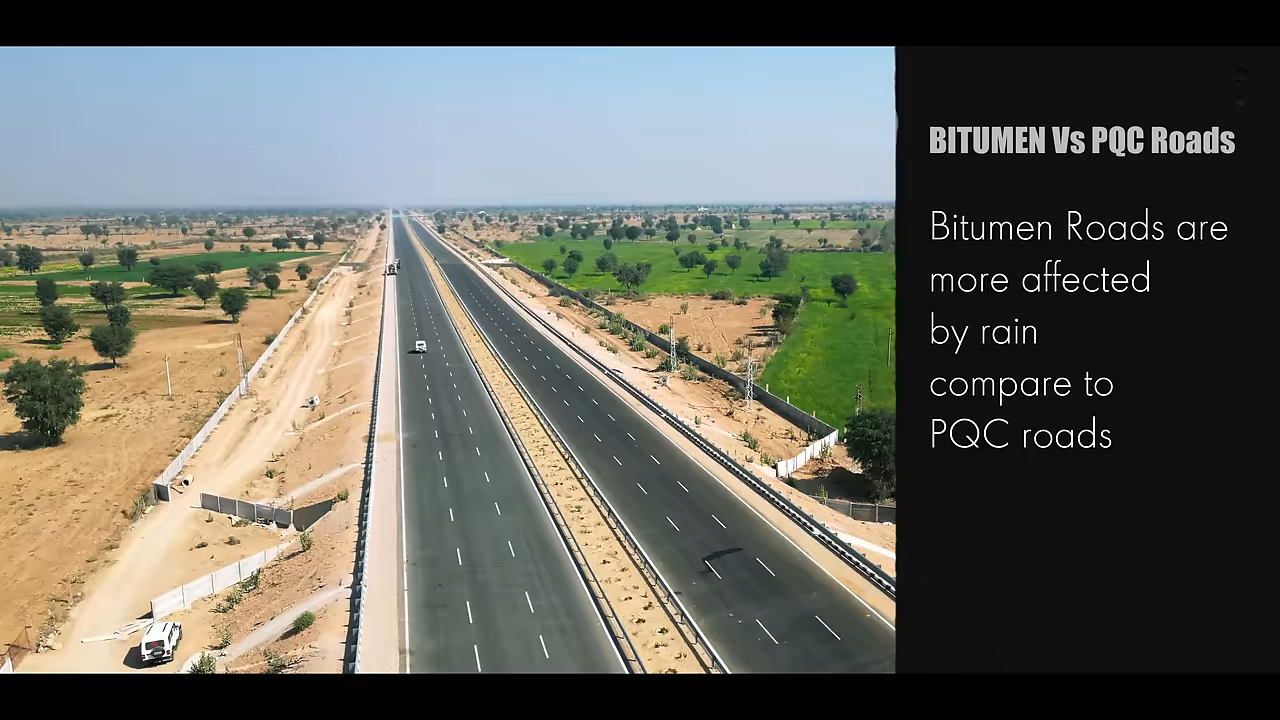 BITUMEN Vs PQC Roads
Bitumen Roads are
more affected
by rain
compare to
PQC roads